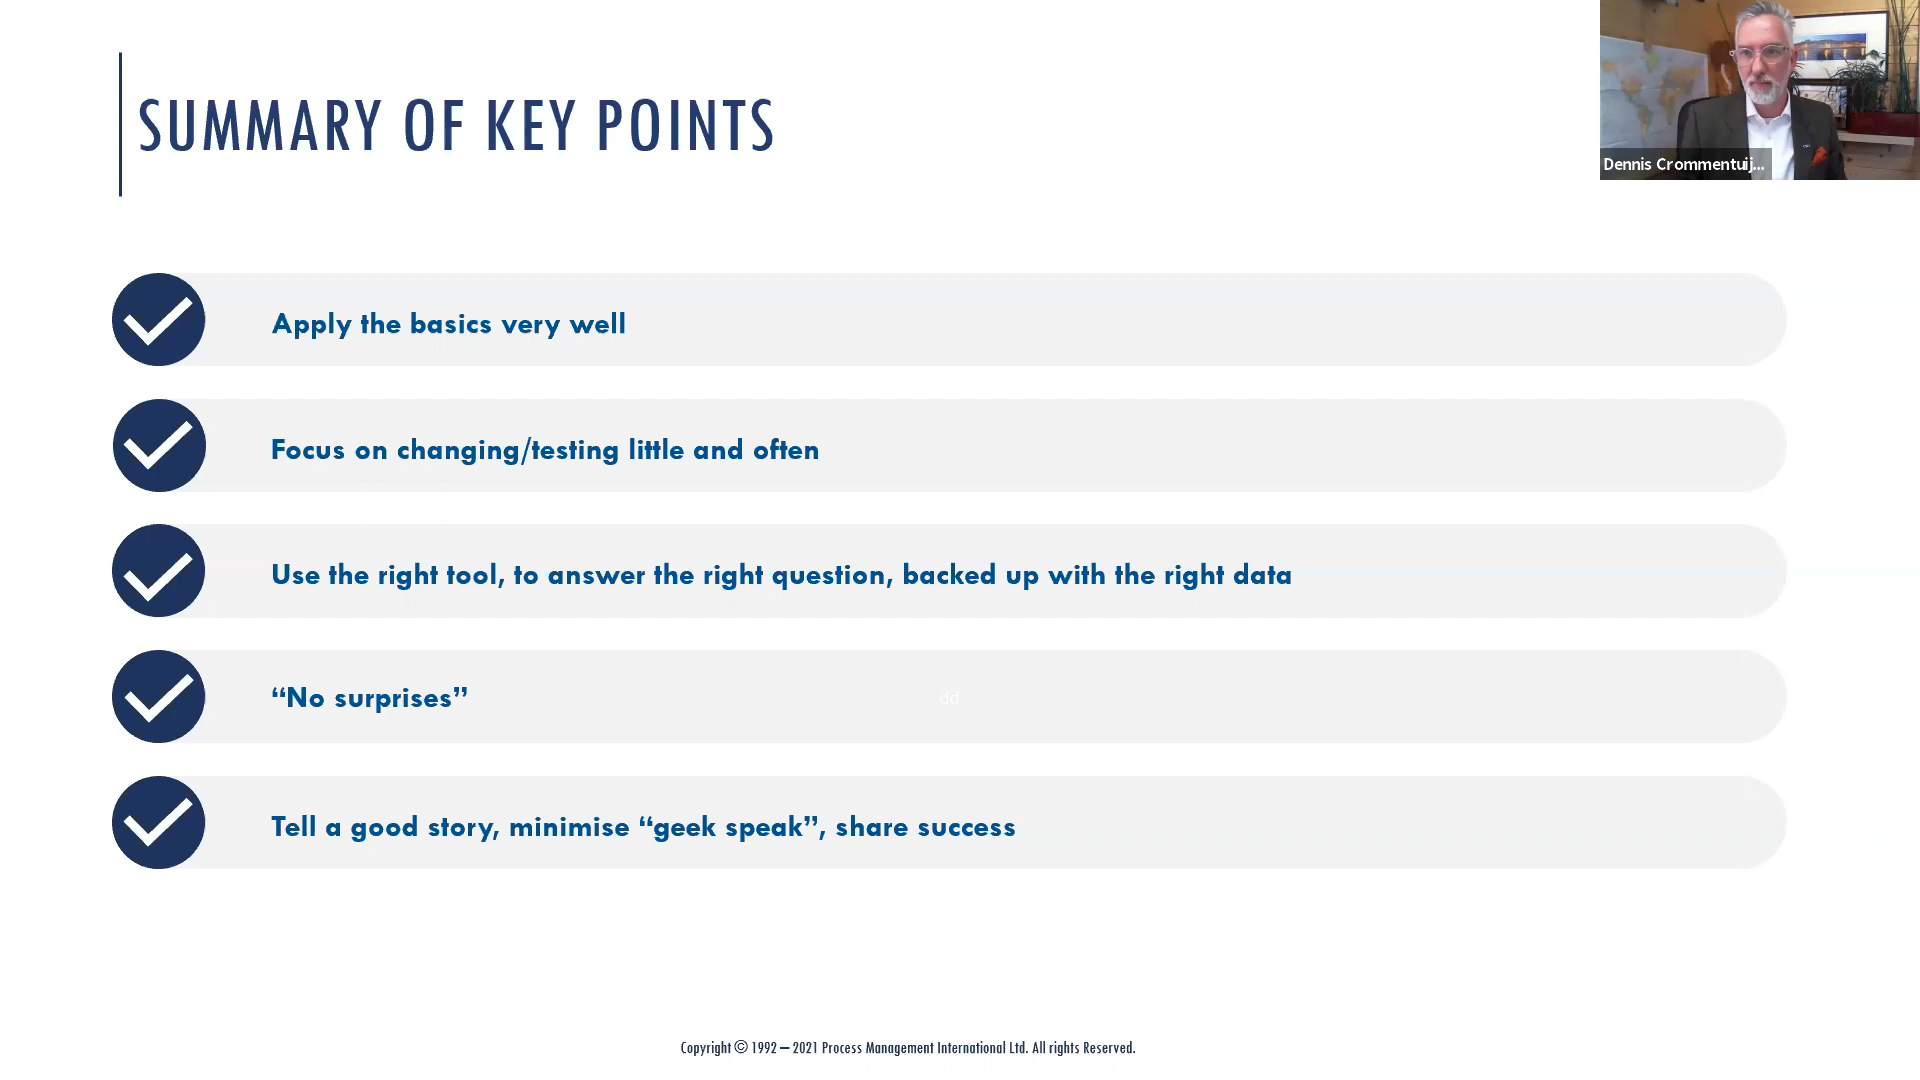 SUMMARY OF KEY POINTS
Dennis Crommentuij...
Apply the basics very well
Focus on changing/testing little and often
Use the right tool, to answer the right question, backed up with the right data
“No surprises”
dd
Tell a good story, minimise “geek speak”, share success
Copyright © 1992 – 2021 Process Management International Ltd. All rights Reserved.